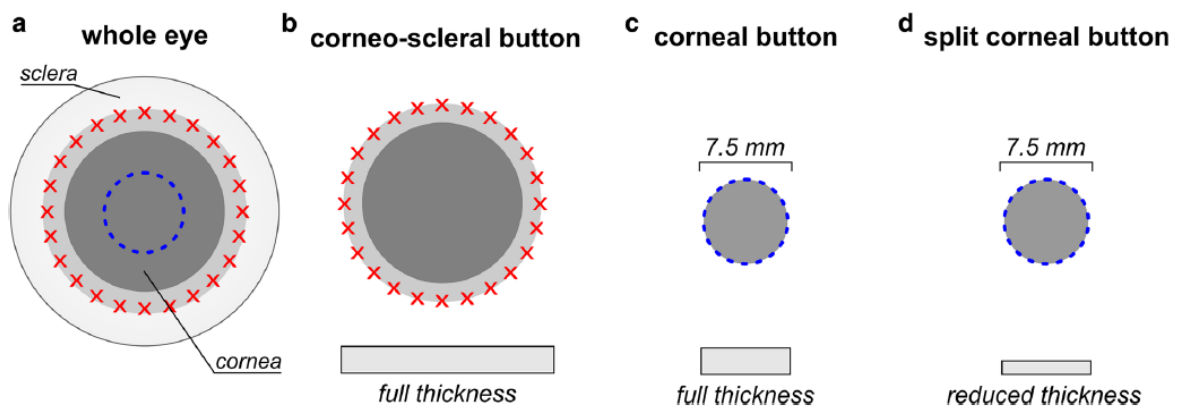 a
whole eye
sclera
cornea
b
corneo-scleral button
full thickness
c
corneal button
7.5 mm
full thickness
d
split corneal button
7.5 mm
reduced thickness